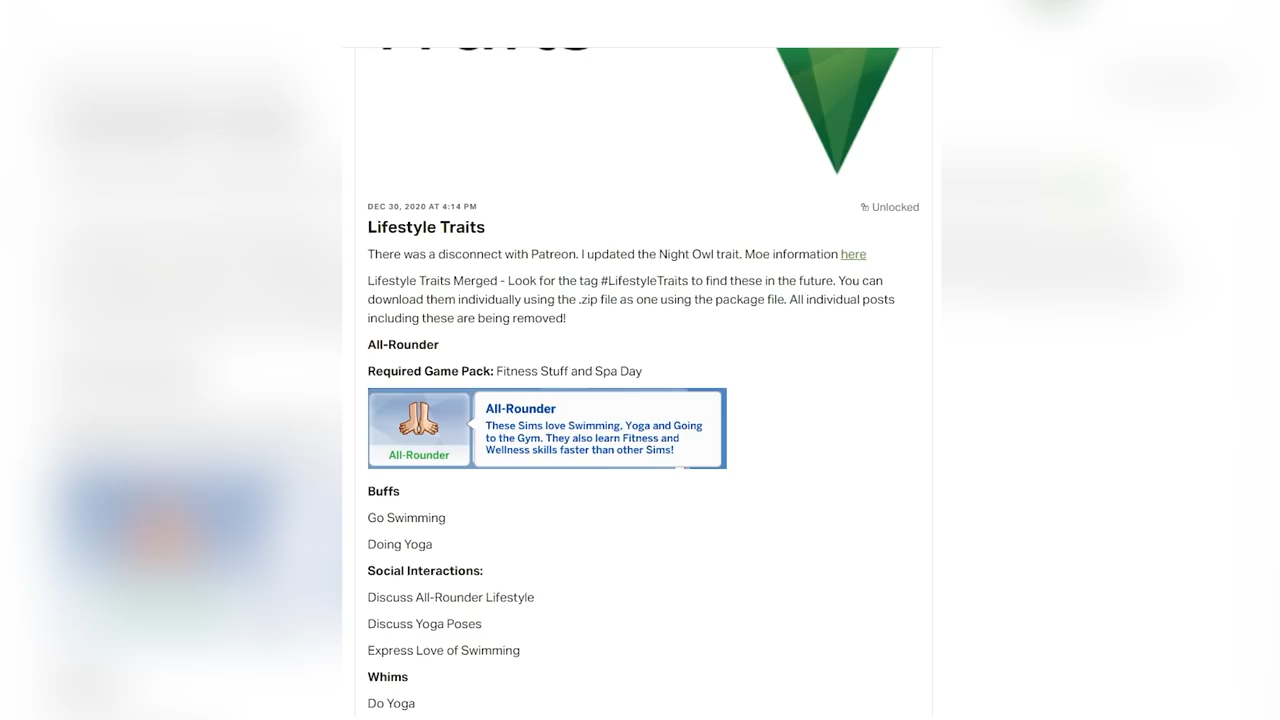 DEC 30, 2020 AT 4:14 PM
Unlocked
Lifestyle Traits
There was a disconnect with Patreon. I updated the Night Owl trait. Moe information here
Lifestyle Traits Merged - Look for the tag #LifestyleTraits to find these in the future. You can
download them individually using the .zip file as one using the package file. All individual posts
including these are being removed!
All-Rounder
Required Game Pack: Fitness Stuff and Spa Day
All-Rounder
These Sims love Swimming, Yoga and Going
to the Gym. They also learn Fitness and
Wellness skills faster than other Sims!
All-Rounder
Buffs
Go Swimming
Doing Yoga
Social Interactions:
Discuss All-Rounder Lifestyle
Discuss Yoga Poses
Express Love of Swimming
Whims
Do Yoga